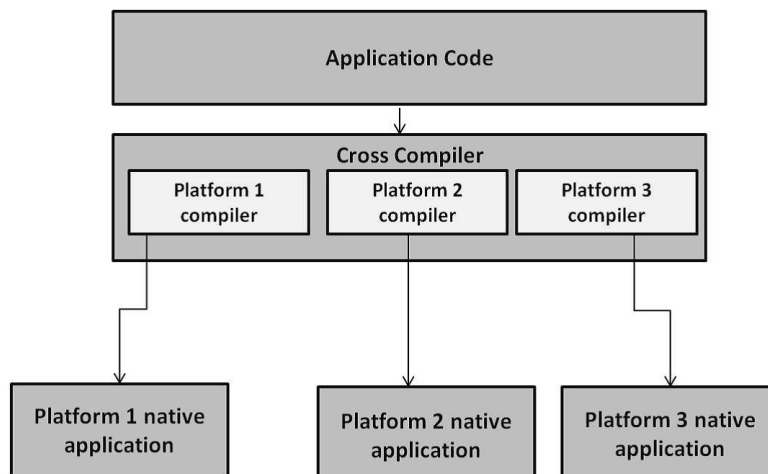 Application Code
Cross Compiler
Platform 1
compiler
Platform 2
compiler
Platform 3
compiler
Platform 1 native
application
Platform 2 native
application
Platform 3 native
application